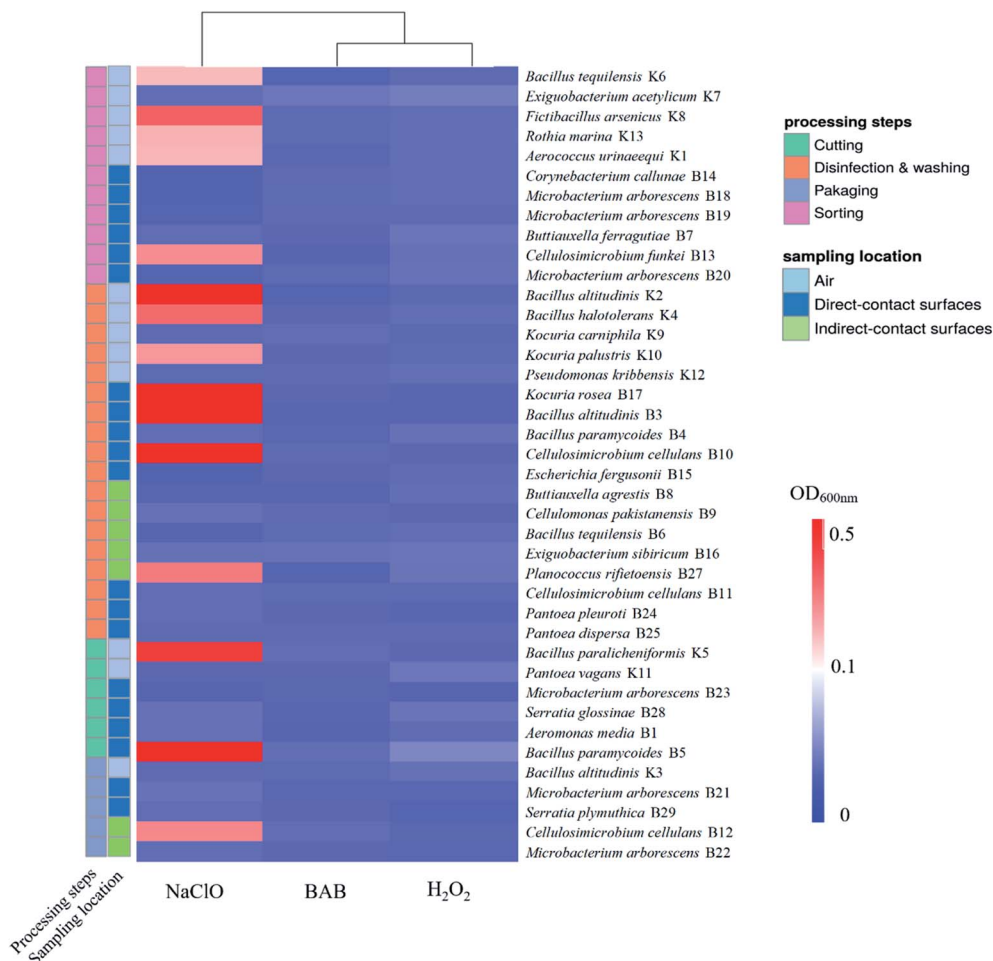 Bacillus tequilensis K6
Exiguobacterium acetylicum K7
Fictibacillus arsenicus K8
Rothia marina K13
Aerococcus urinaeequi K1
Corynebacterium callunae B14
Microbacterium arborescens B18
Microbacterium arborescens B19
Buttiauxella ferragutiae B7
Cellulosimicrobium funkei B13
Microbacterium arborescens B20
Bacillus altitudinis K2
Bacillus halotolerans K4
Kocuria carniphila K9
Kocuria palustris K10
Pseudomonas kribbensis K12
Kocuria rosea B17
Bacillus altitudinis B3
Bacillus paramycoides B4
Cellulosimicrobium cellulans B10
Escherichia fergusonii B15
Buttiauxella agrestis B8
Cellulomonas pakistanensis B9
Bacillus tequilensis B6
Exiguobacterium sibiricum B16
Planococcus rifietoensis B27
Cellulosimicrobium cellulans B11
Pantoea pleuroti B24
Pantoea dispersa B25
Bacillus paralicheniformis K5
Pantoea vagans K11
Microbacterium arborescens B23
Serratia glossinae B28
Aeromonas media B1
Bacillus paramycoides B5
Bacillus altitudinis K3
Microbacterium arborescens B21
Serratia plymuthica B29
Cellulosimicrobium cellulans B12
Microbacterium arborescens B22
processing steps
Cutting
Disinfection & washing
Pakaging
Sorting
sampling location
Air
Direct-contact surfaces
Indirect-contact surfaces
OD600nm
0.5
0.1
0
Processing steps
Sampling location
NaClO
BAB
H2O2